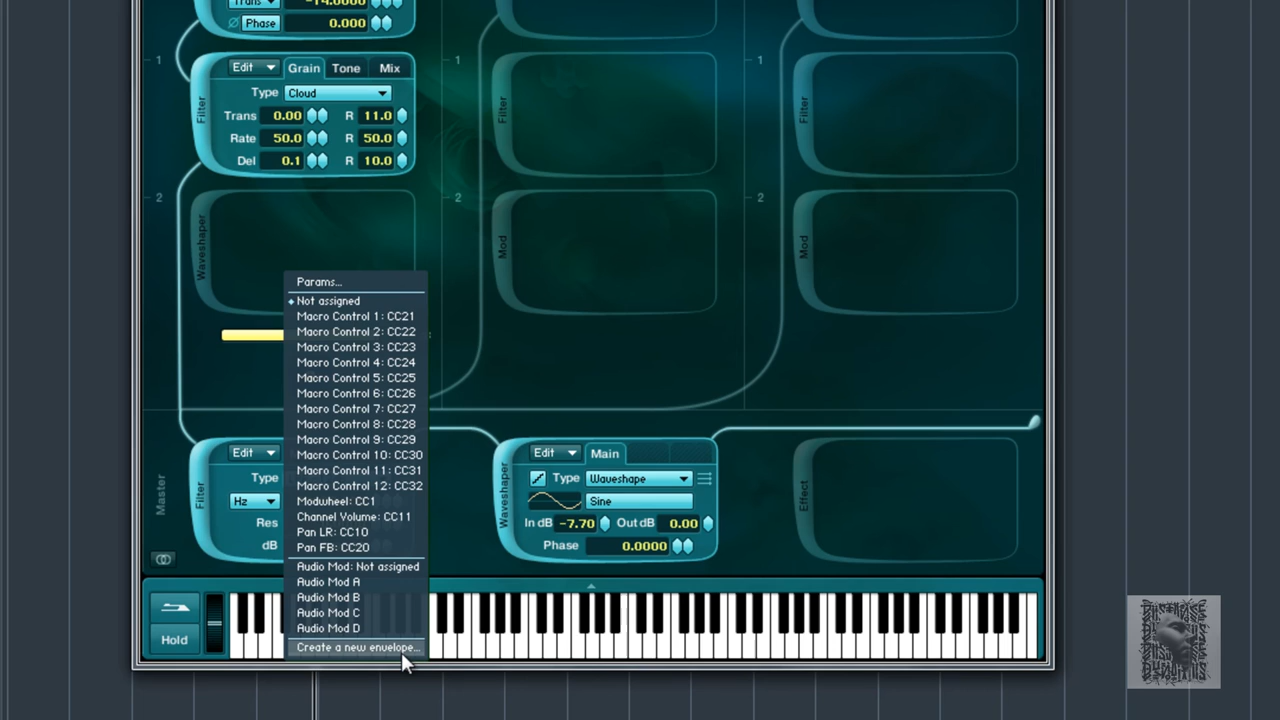 Trans -14.0000
Ø Phase 0.000
1 1 1
Filter Edit Grain Tone Mix
Type Cloud
Trans 0.00 R 11.0
Rate 50.0 R 50.0
Del 0.1 R 10.0
Filter
Filter
2 2 2
Waveshaper
Mod
Mod
Params...
Not assigned
Macro Control 1: CC21
Macro Control 2: CC22
Macro Control 3: CC23
Macro Control 4: CC24
Macro Control 5: CC25
Macro Control 6: CC26
Macro Control 7: CC27
Macro Control 8: CC28
Macro Control 9: CC29
Macro Control 10: CC30
Macro Control 11: CC31
Macro Control 12: CC32
Modwheel: CC1
Channel Volume: CC11
Pan LR: CC10
Pan FB: CC20
Audio Mod: Not assigned
Audio Mod A
Audio Mod B
Audio Mod C
Audio Mod D
Create a new envelope...
Master
Filter Edit
Type
Hz
Res
dB
Waveshaper Edit Main
Type Waveshape
Sine
In dB -7.70 Out dB 0.00
Phase 0.0000
Effect
Hold